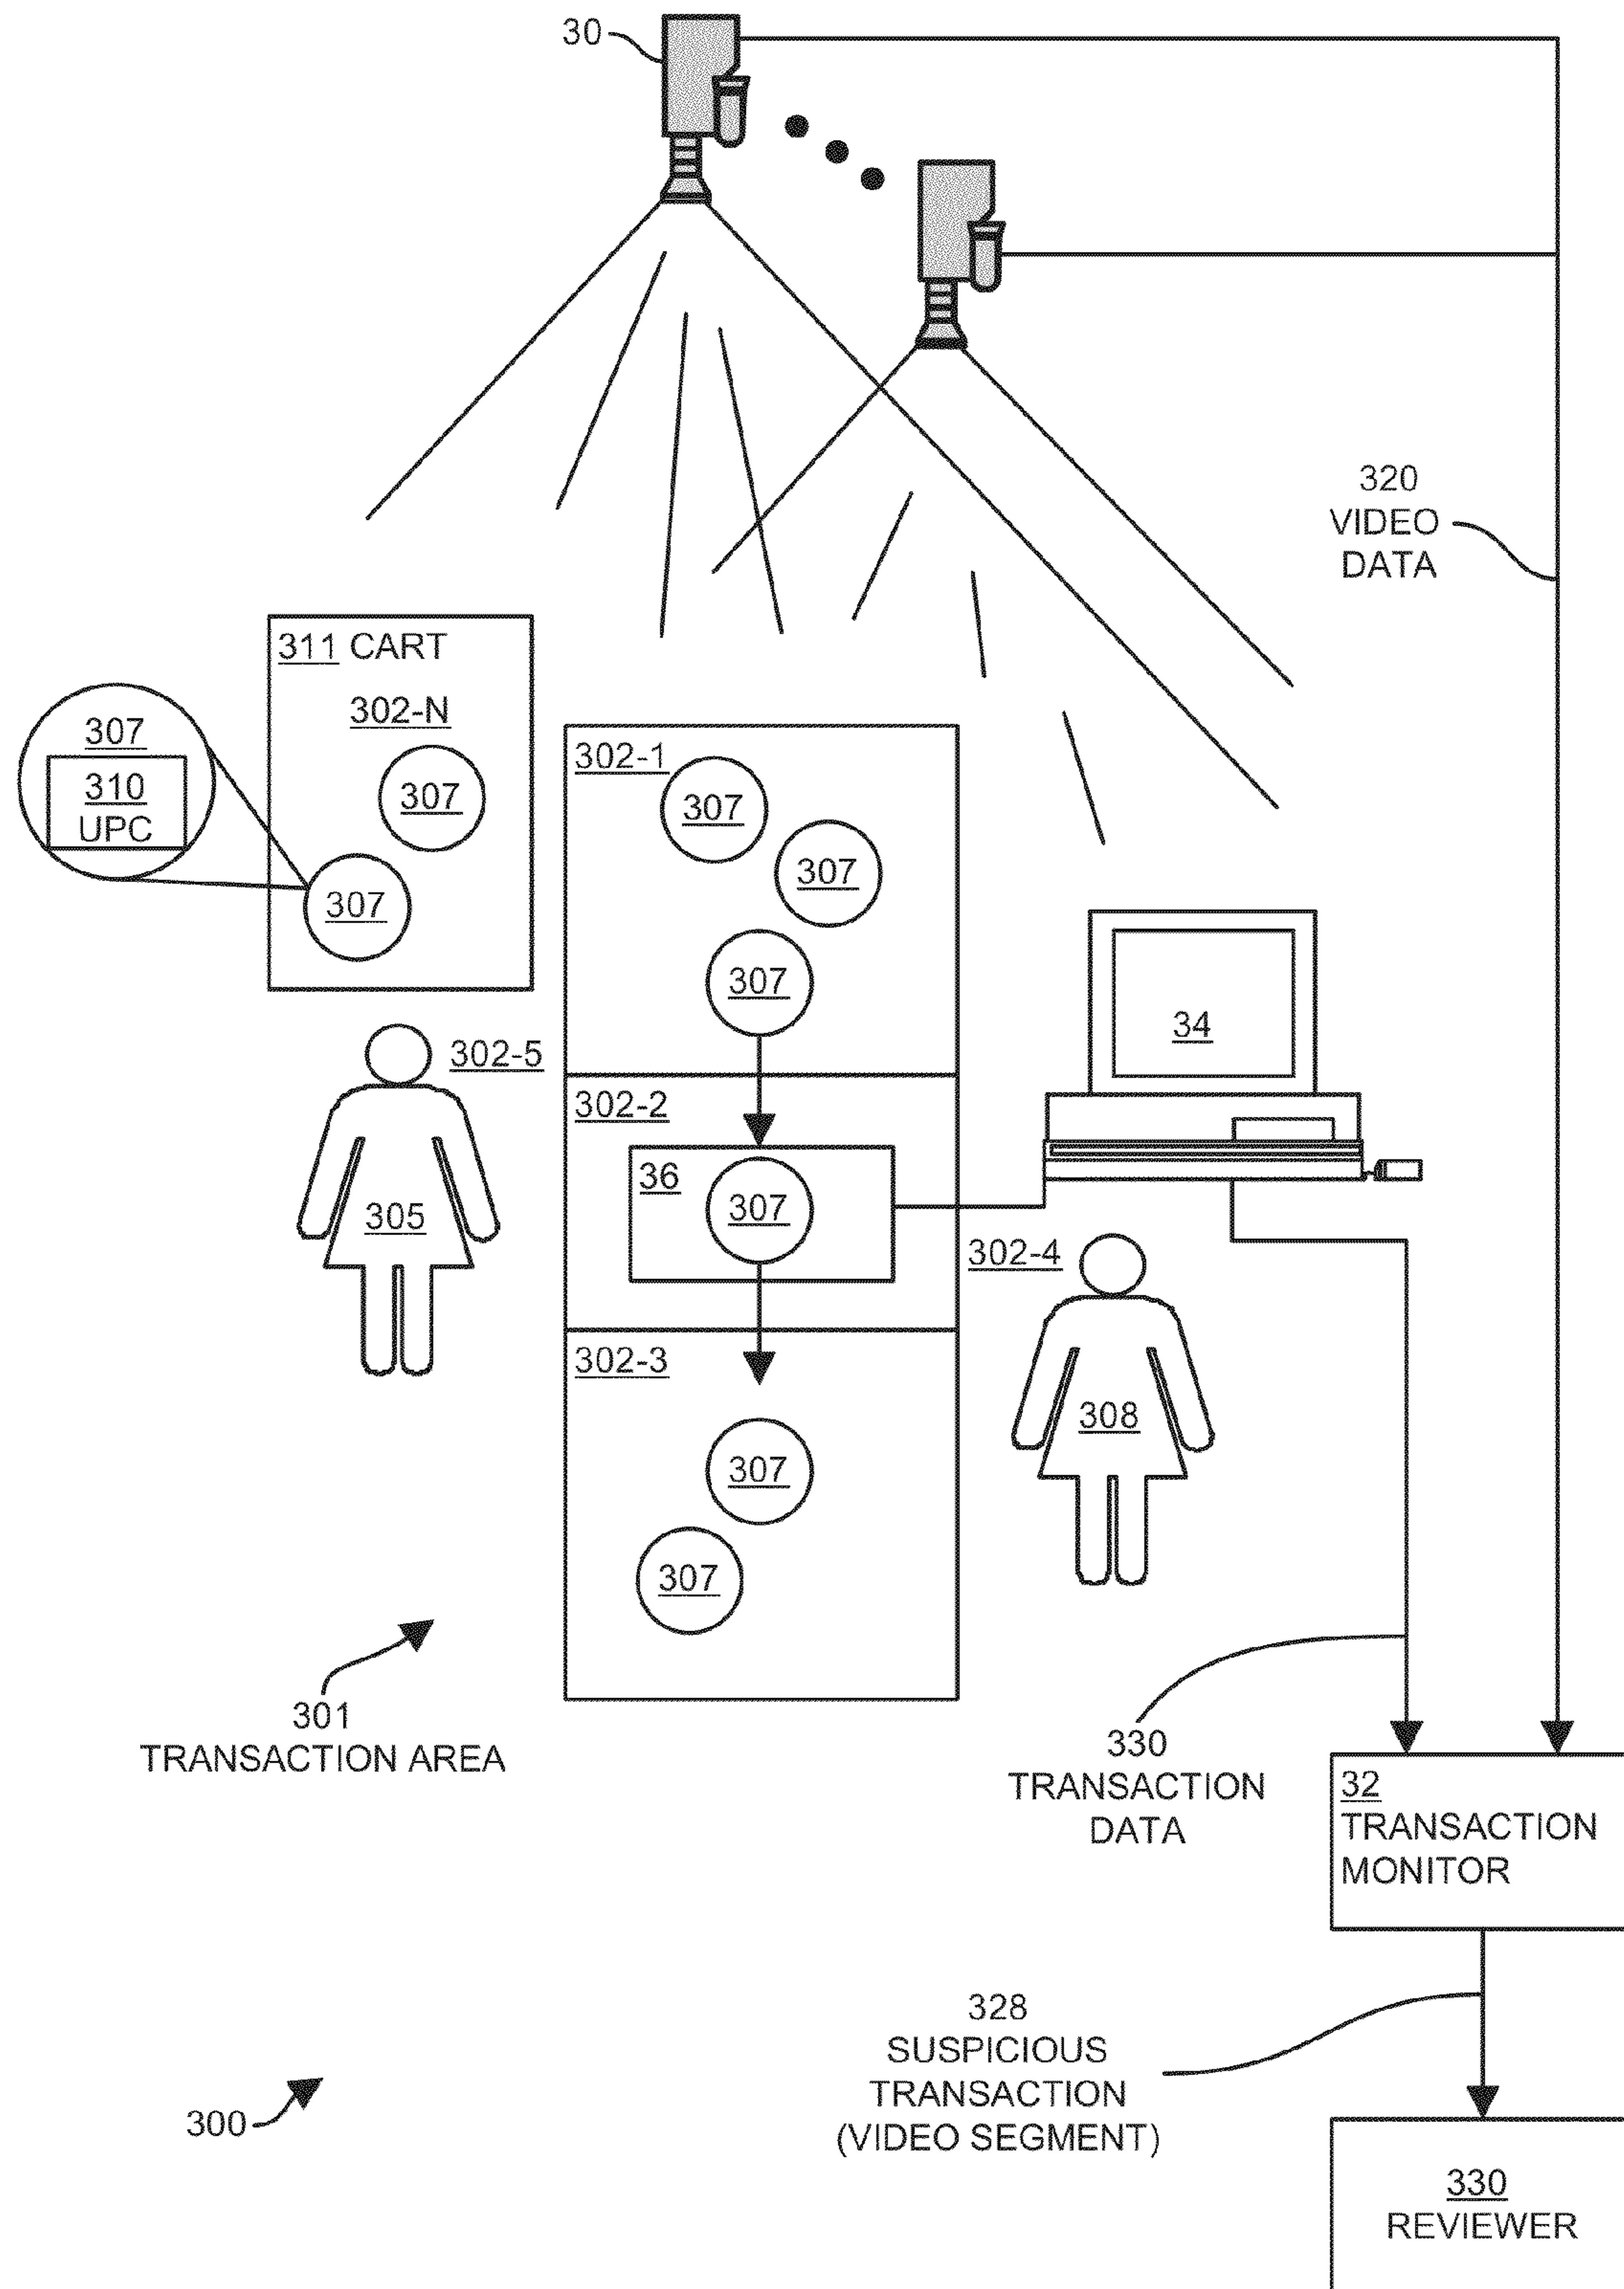 30
320
VIDEO
DATA
311 CART
302-N
307
310
UPC
307
307
302-1
307
307
307
34
302-5
302-2
36
307
305
302-4
302-3
308
307
307
301
TRANSACTION AREA
330
TRANSACTION
DATA
32
TRANSACTION
MONITOR
328
SUSPICIOUS
TRANSACTION
(VIDEO SEGMENT)
300
330
REVIEWER